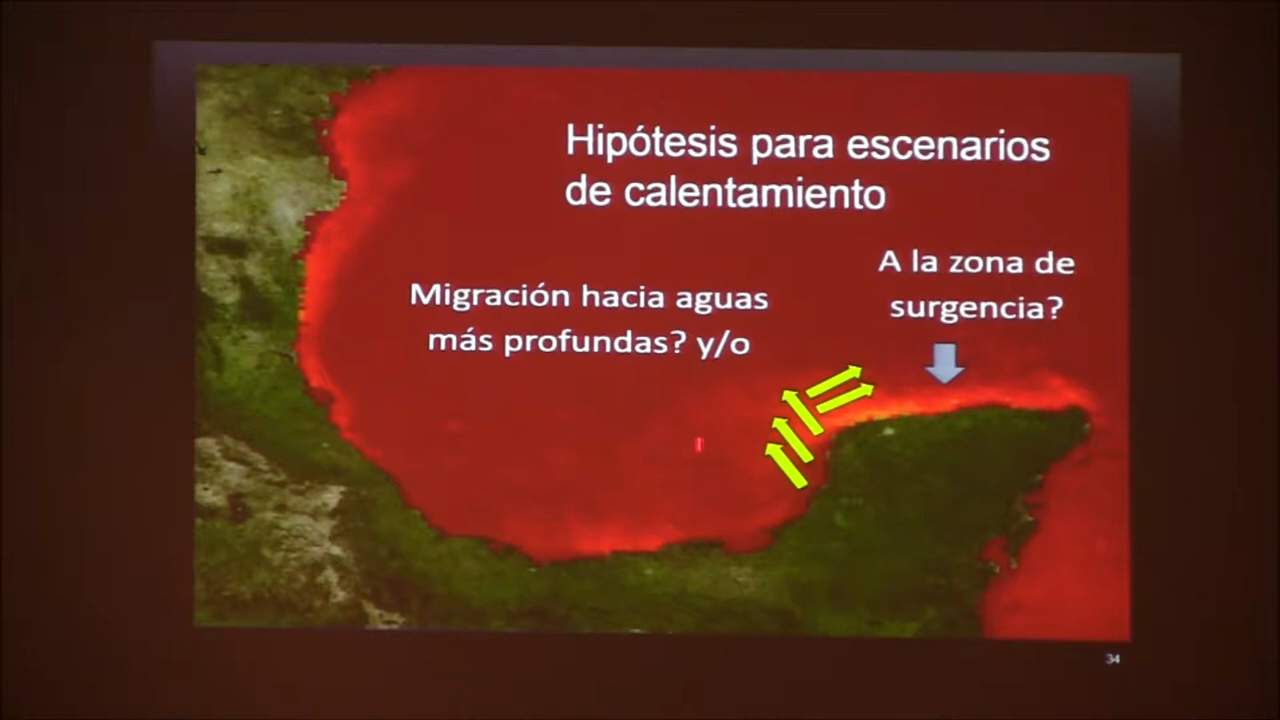 Hipótesis para escenarios
de calentamiento
A la zona de
surgencia?
Migración hacia aguas
más profundas? y/o
34